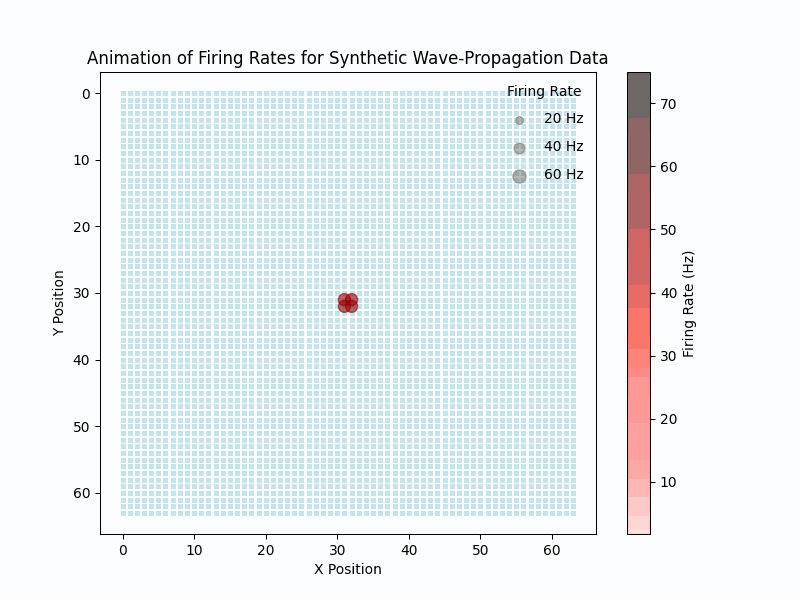 Animation of Firing Rates for Synthetic Wave-Propagation Data
Firing Rate
20 Hz
40 Hz
60 Hz
0
10
20
30
40
50
60
Y Position
0 10 20 30 40 50 60
X Position
70
60
50
40
30
20
10
Firing Rate (Hz)